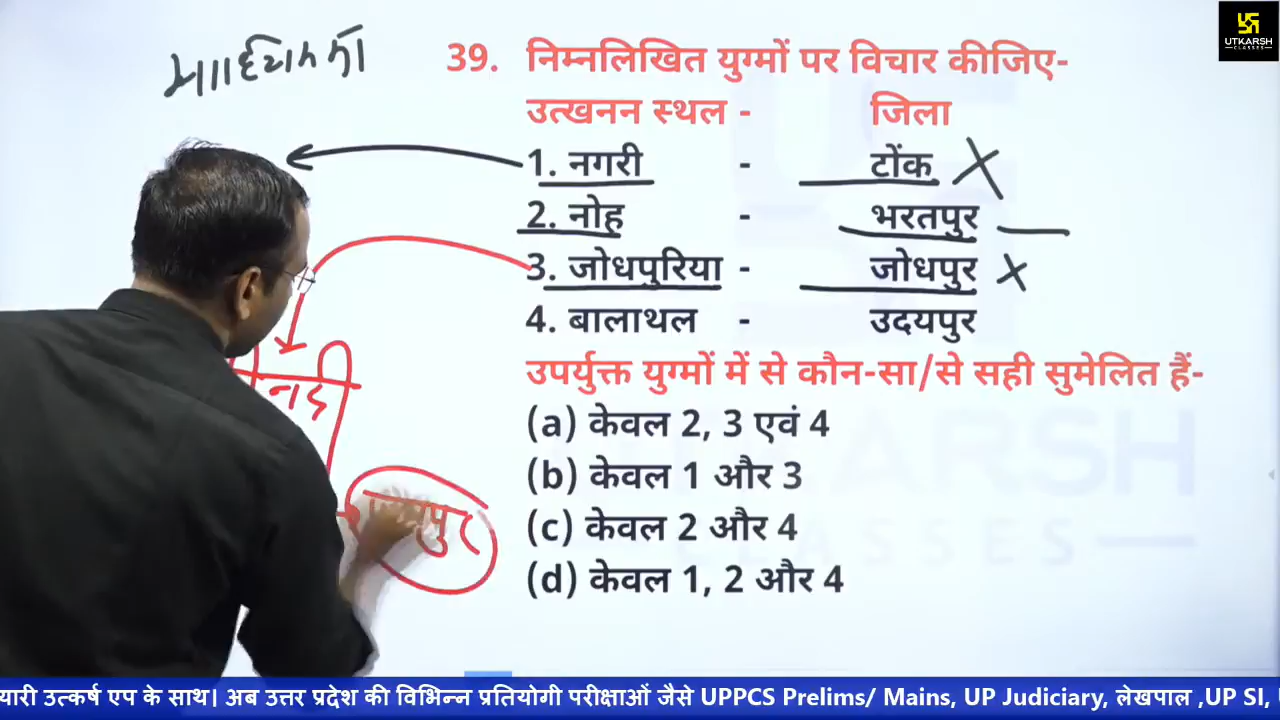 UTKARSH
CLASSES
39. निम्नलिखित युग्मों पर विचार कीजिए-
उत्खनन स्थल - जिला
1. नगरी - टोंक
2. नोह - भरतपुर
3. जोधपुरिया - जोधपुर
4. बालाथल - उदयपुर
उपर्युक्त युग्मों में से कौन-सा/से सही सुमेलित हैं-
(a) केवल 2, 3 एवं 4
(b) केवल 1 और 3
(c) केवल 2 और 4
(d) केवल 1, 2 और 4
यारी उत्कर्ष एप के साथ। अब उत्तर प्रदेश की विभिन्न प्रतियोगी परीक्षाओं जैसे UPPCS Prelims/ Mains, UP Judiciary, लेखपाल ,UP SI,